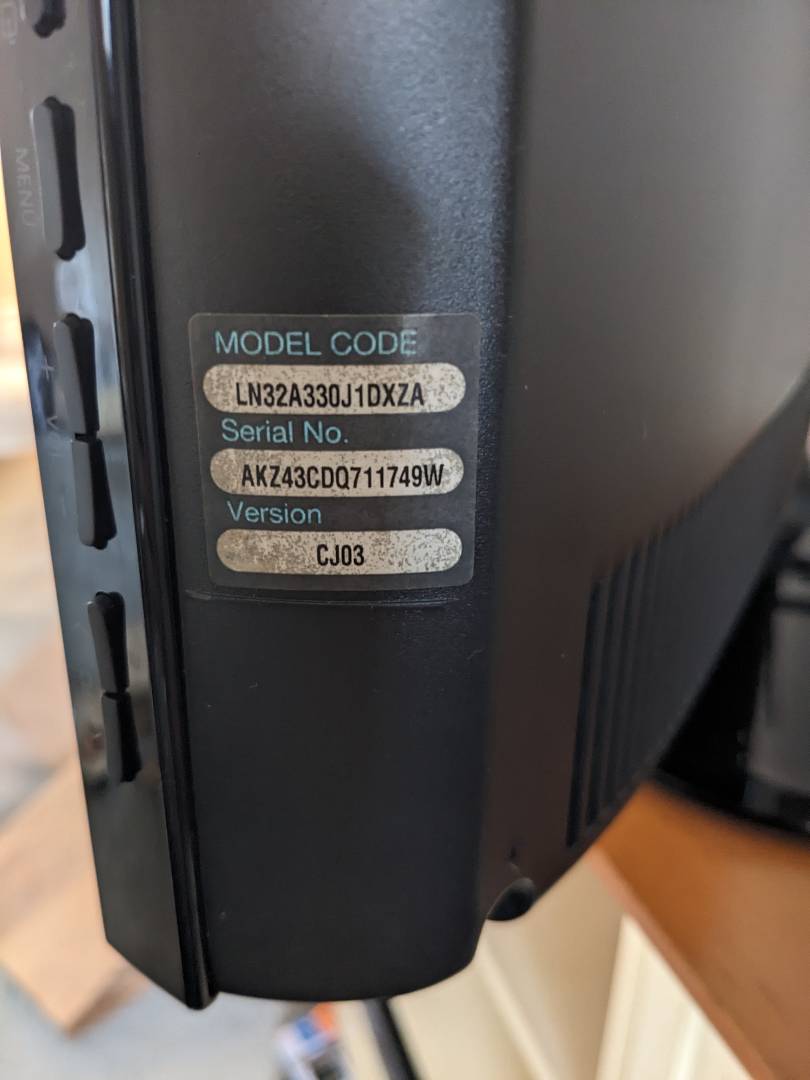 MENU
+
MODEL CODE
LN32A330J1DXZA
Serial No.
AKZ43CDQ711749W
Version
CJ03